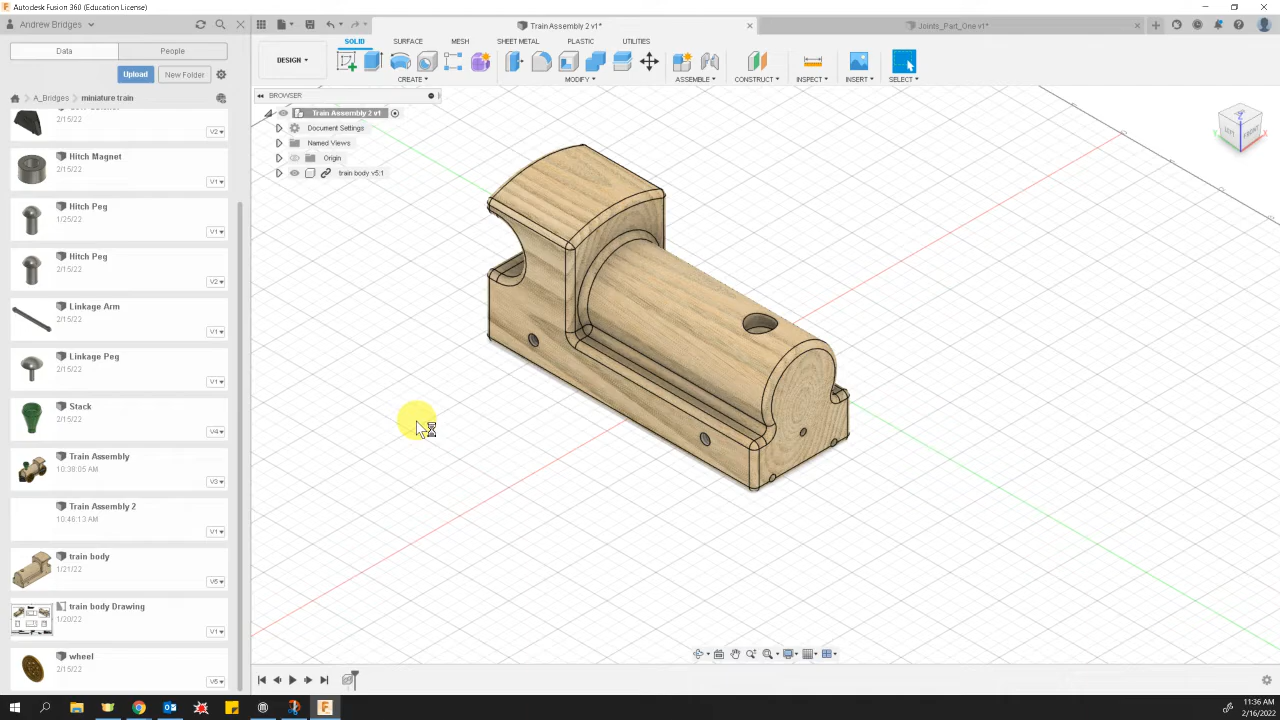 Autodesk Fusion 360 (Education License)
Andrew Bridges
Train Assembly 2 v1*
Joints_Part_One v1*
Data
People
Upload
New Folder
A_Bridges
miniature train
2/15/22
V2
Hitch Magnet
2/15/22
V1
Hitch Peg
1/25/22
V1
Hitch Peg
2/15/22
V2
Linkage Arm
2/15/22
V1
Linkage Peg
2/15/22
V1
Stack
2/15/22
V4
Train Assembly
10:38:05 AM
V3
Train Assembly 2
10:46:13 AM
V1
train body
1/21/22
train body Drawing
1/20/22
V1
wheel
2/15/22
DESIGN
SOLID
SURFACE
MESH
SHEET METAL
PLASTIC
UTILITIES
CREATE
MODIFY
ASSEMBLE
CONSTRUCT
INSPECT
INSERT
SELECT
BROWSER
Train Assembly 2 v1
Document Settings
Named Views
Origin
train body v5:1
Z
LEFT
FRONT
Y
X
11:36 AM
2/16/2022